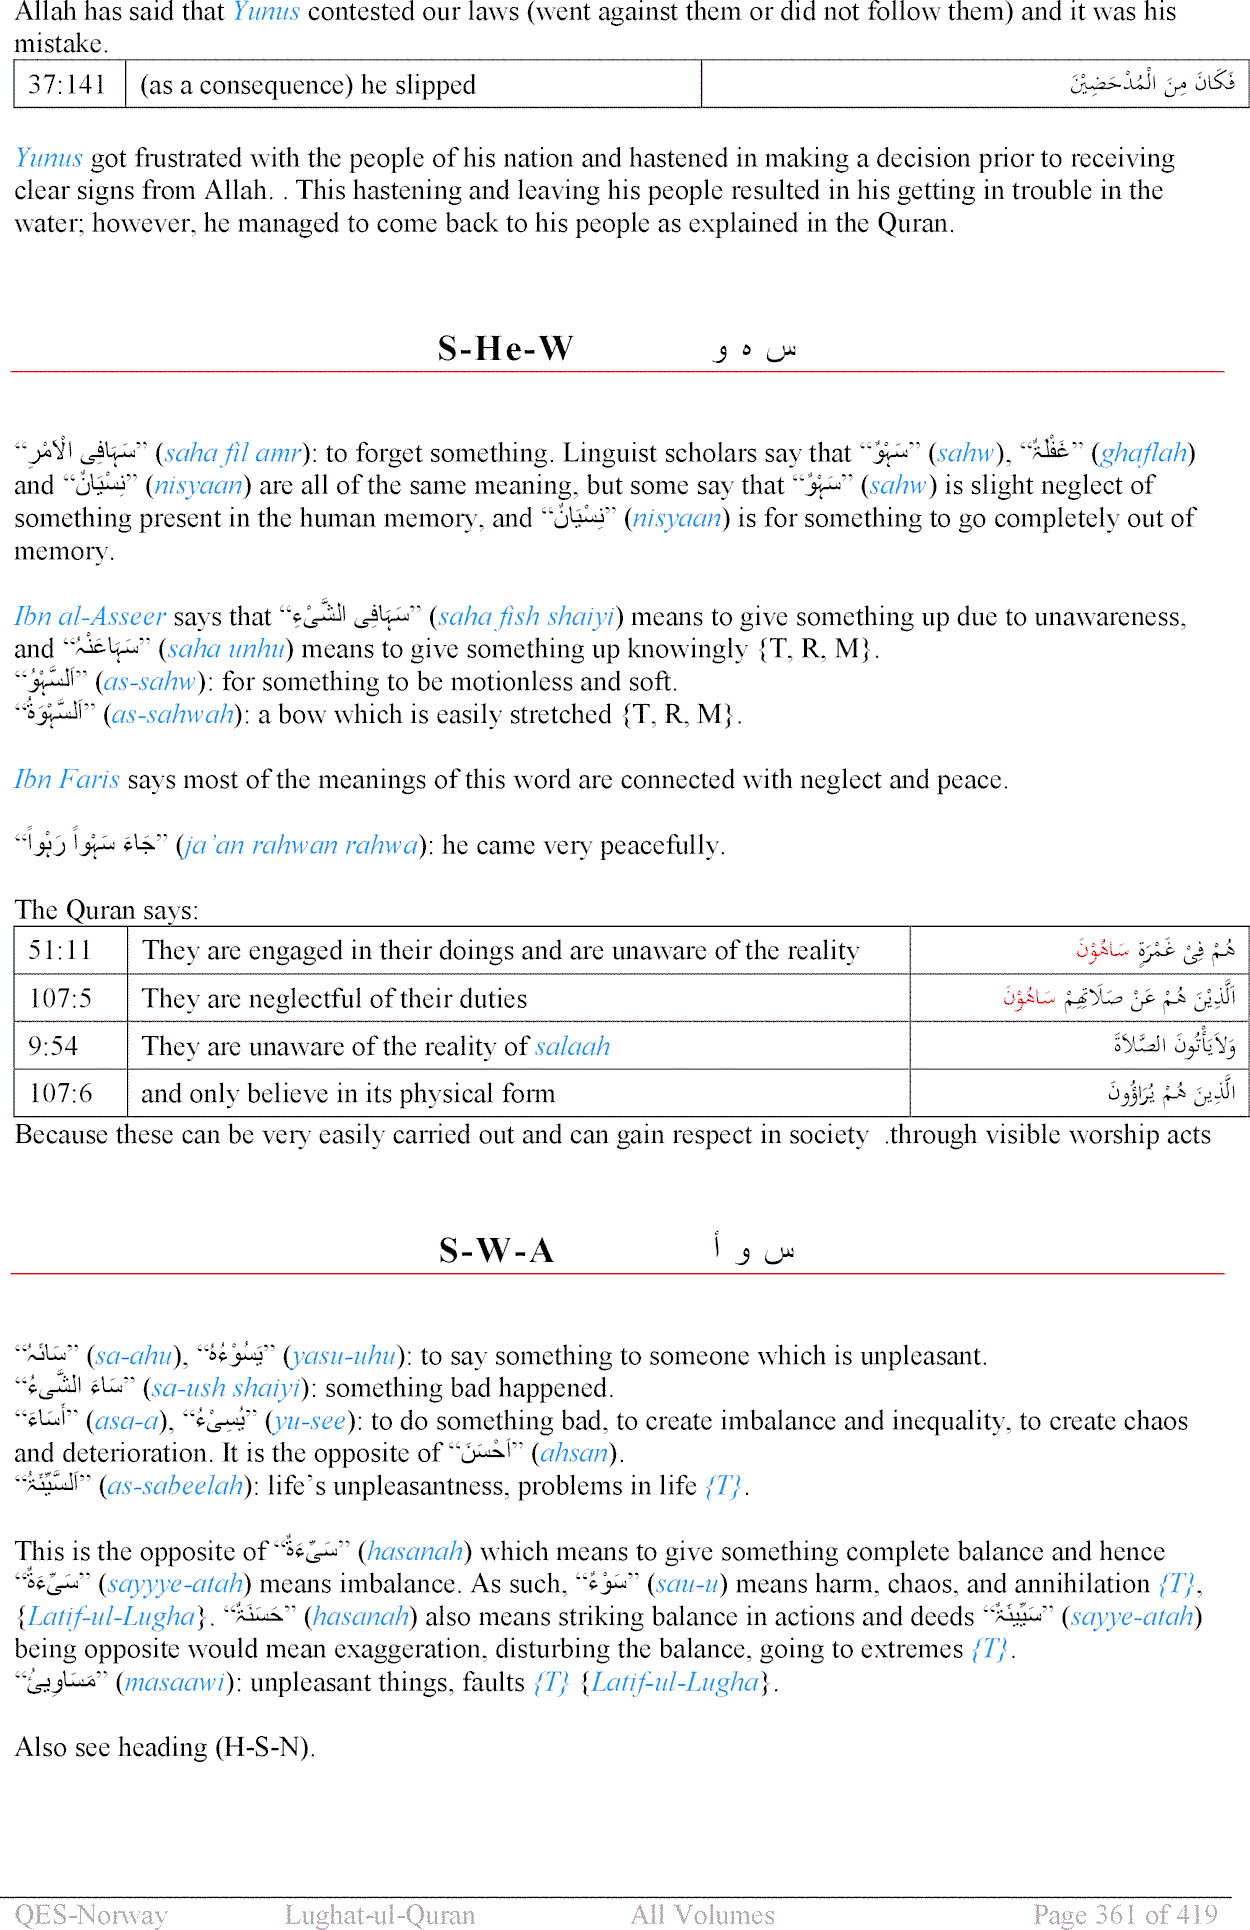 Allah has said that Yunus contested our laws (went against them or did not follow them) and it was his
mistake.
37:141 (as a consequence) he slipped فَكَانَ مِنَ الْمُدْحَضِيْنَ
Yunus got frustrated with the people of his nation and hastened in making a decision prior to receiving
clear signs from Allah. . This hastening and leaving his people resulted in his getting in trouble in the
water; however, he managed to come back to his people as explained in the Quran.
S-He-W س ه و
“سَہَافِی الْاَمْرِ” (saha fil amr): to forget something. Linguist scholars say that “سَہْوٌ” (sahw), “غَفْلَۃٌ” (ghaflah)
and “نِسْیَانٌ” (nisyaan) are all of the same meaning, but some say that “سَہْوٌ” (sahw) is slight neglect of
something present in the human memory, and “نِسْیَانٌ” (nisyaan) is for something to go completely out of
memory.
Ibn al-Asseer says that “سَہَافِی الشَّیْءِ” (saha fish shaiyi) means to give something up due to unawareness,
and “سَہَاعَنْہُ” (saha unhu) means to give something up knowingly {T, R, M}.
“اَلسَّہْوُ” (as-sahw): for something to be motionless and soft.
“اَلسَّہْوَۃُ” (as-sahwah): a bow which is easily stretched {T, R, M}.
Ibn Faris says most of the meanings of this word are connected with neglect and peace.
“جَاءَ سَہْواً رَہْواً” (ja’an rahwan rahwa): he came very peacefully.
The Quran says:
51:11 They are engaged in their doings and are unaware of the reality هُمْ فِىْ غَمْرَةٍ سَاهُوْنَ
107:5 They are neglectful of their duties اَلَّذِيْنَ هُمْ عَنْ صَلَاتِهِمْ سَاهُوْنَ
9:54 They are unaware of the reality of salaah وَلاَيَأْتُونَ الصَّلاَةَ
107:6 and only believe in its physical form الَّذِينَ هُمْ يُرَاؤُونَ
Because these can be very easily carried out and can gain respect in society .through visible worship acts
S-W-A س و أ
“سَائَہُ” (sa-ahu), “یَسُوْءُہُ” (yasu-uhu): to say something to someone which is unpleasant.
“سَاءَ الشَّیءُ” (sa-ush shaiyi): something bad happened.
“أَسَاءَ” (asa-a), “یُسِیْءُ” (yu-see): to do something bad, to create imbalance and inequality, to create chaos
and deterioration. It is the opposite of “اَحْسَنَ” (ahsan).
“اَلسَّیِّئَۃُ” (as-sabeelah): life’s unpleasantness, problems in life {T}.
This is the opposite of “سَیِّءَۃٌ” (hasanah) which means to give something complete balance and hence
“سَیِّءَۃٌ” (sayyye-atah) means imbalance. As such, “سَوْءٌ” (sau-u) means harm, chaos, and annihilation {T},
{Latif-ul-Lugha}. “حَسَنَۃٌ” (hasanah) also means striking balance in actions and deeds “سَیِّئَۃٌ” (sayye-atah)
being opposite would mean exaggeration, disturbing the balance, going to extremes {T}.
“مَسَاوِیئُ” (masaawi): unpleasant things, faults {T} {Latif-ul-Lugha}.
Also see heading (H-S-N).
QES-Norway Lughat-ul-Quran All Volumes Page 361 of 419